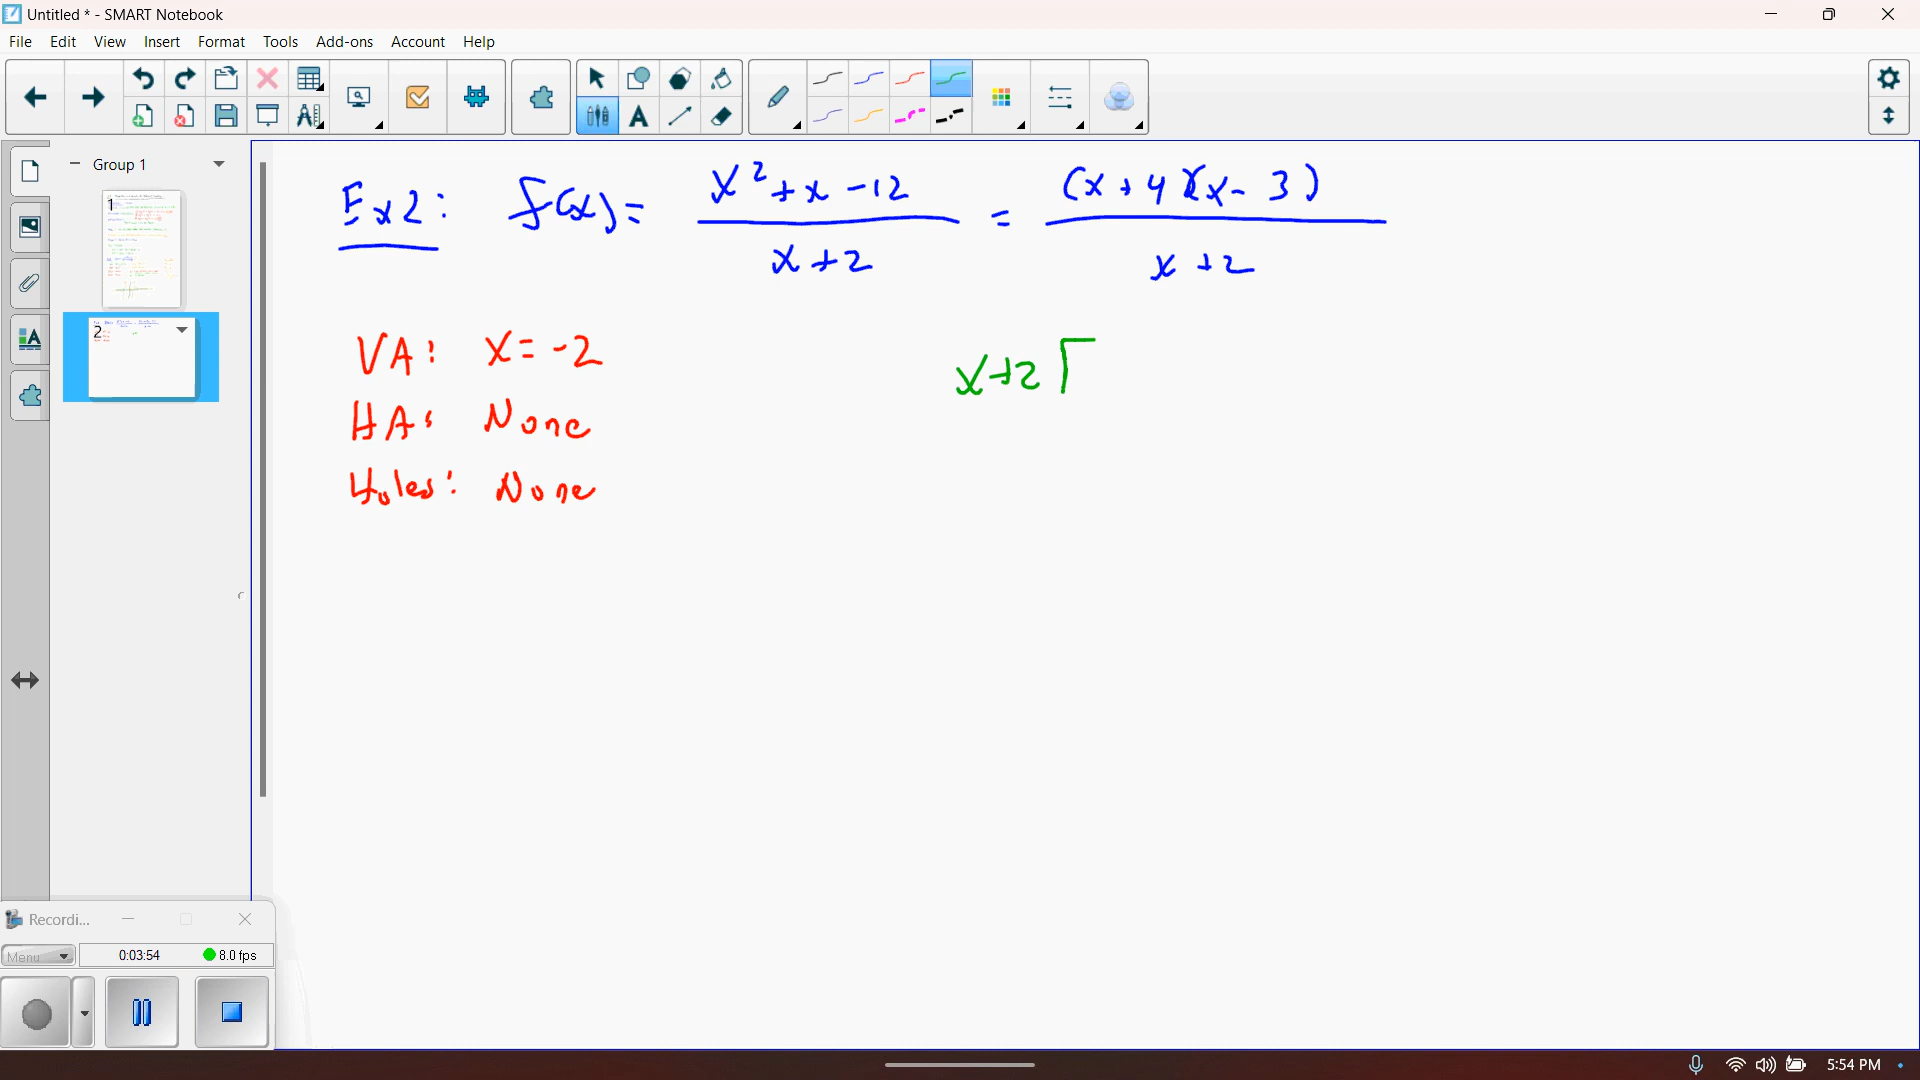 Untitled * - SMART Notebook
File Edit View Insert Format Tools Add-ons Account Help
Group 1
1
2
Ex2: f(x) = x²+x-12 / x+2 = (x+4)(x-3) / x+2
VA: x = -2
x+2
HA: None
Holes: None
Recordi...
Menu 0:03:54 8.0 fps
5:54 PM